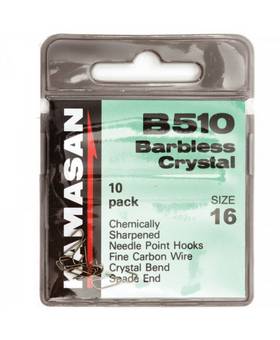 KAMASAN
B510
Barbless
Crystal
10
pack
SIZE
16
Chemically
Sharpened
Needle Point Hooks
Fine Carbon Wire
Crystal Bend
Spade End